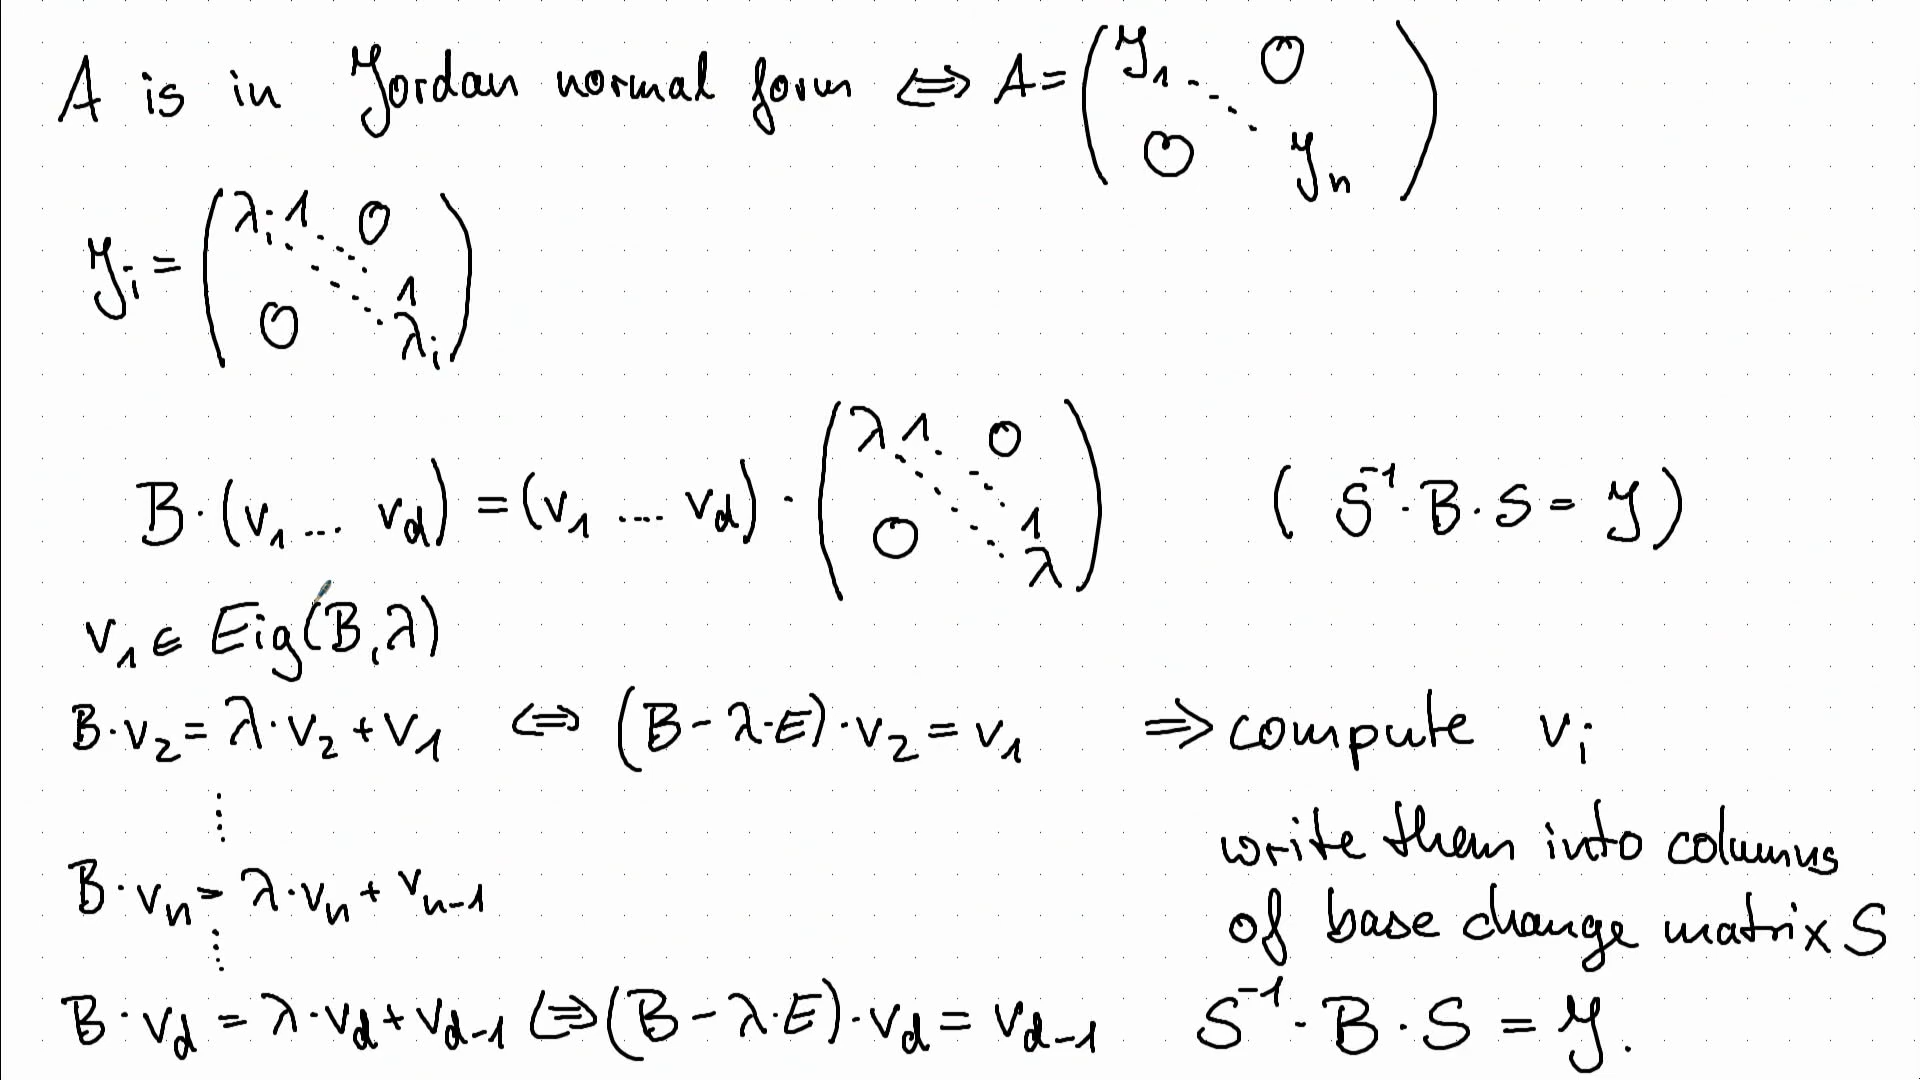 A is in Jordan normal form ⇔ A = ( J₁ ⋱ Jₙ ) 0 0
Jᵢ = ( λᵢ 1 0 ⋱ ⋱ 1 0 λᵢ )
B · (v₁ .... v_d) = (v₁ .... v_d) · ( λ 1 0 ⋱ ⋱ 1 0 λ ) ( S⁻¹ · B · S = J )
v₁ ∈ Eig(B, λ)
B · v₂ = λ · v₂ + v₁ ⇔ (B - λ · E) · v₂ = v₁ ⇒ compute vᵢ
⋮
write them into columns
B · vₙ = λ · vₙ + vₙ₋₁
of base change matrix S
⋮
B · v_d = λ · v_d + v_{d-1} ⇔ (B - λ · E) · v_d = v_{d-1} S⁻¹ · B · S = J.